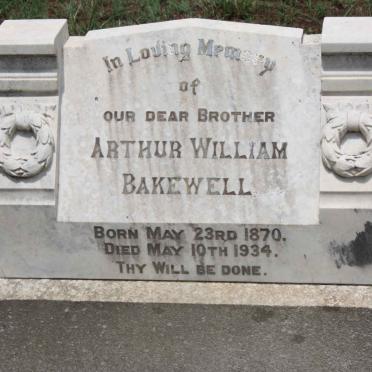 In Loving Memory
of
OUR DEAR BROTHER
ARTHUR WILLIAM
BAKEWELL
BORN MAY 23RD 1870.
DIED MAY 10TH 1934.
THY WILL BE DONE.